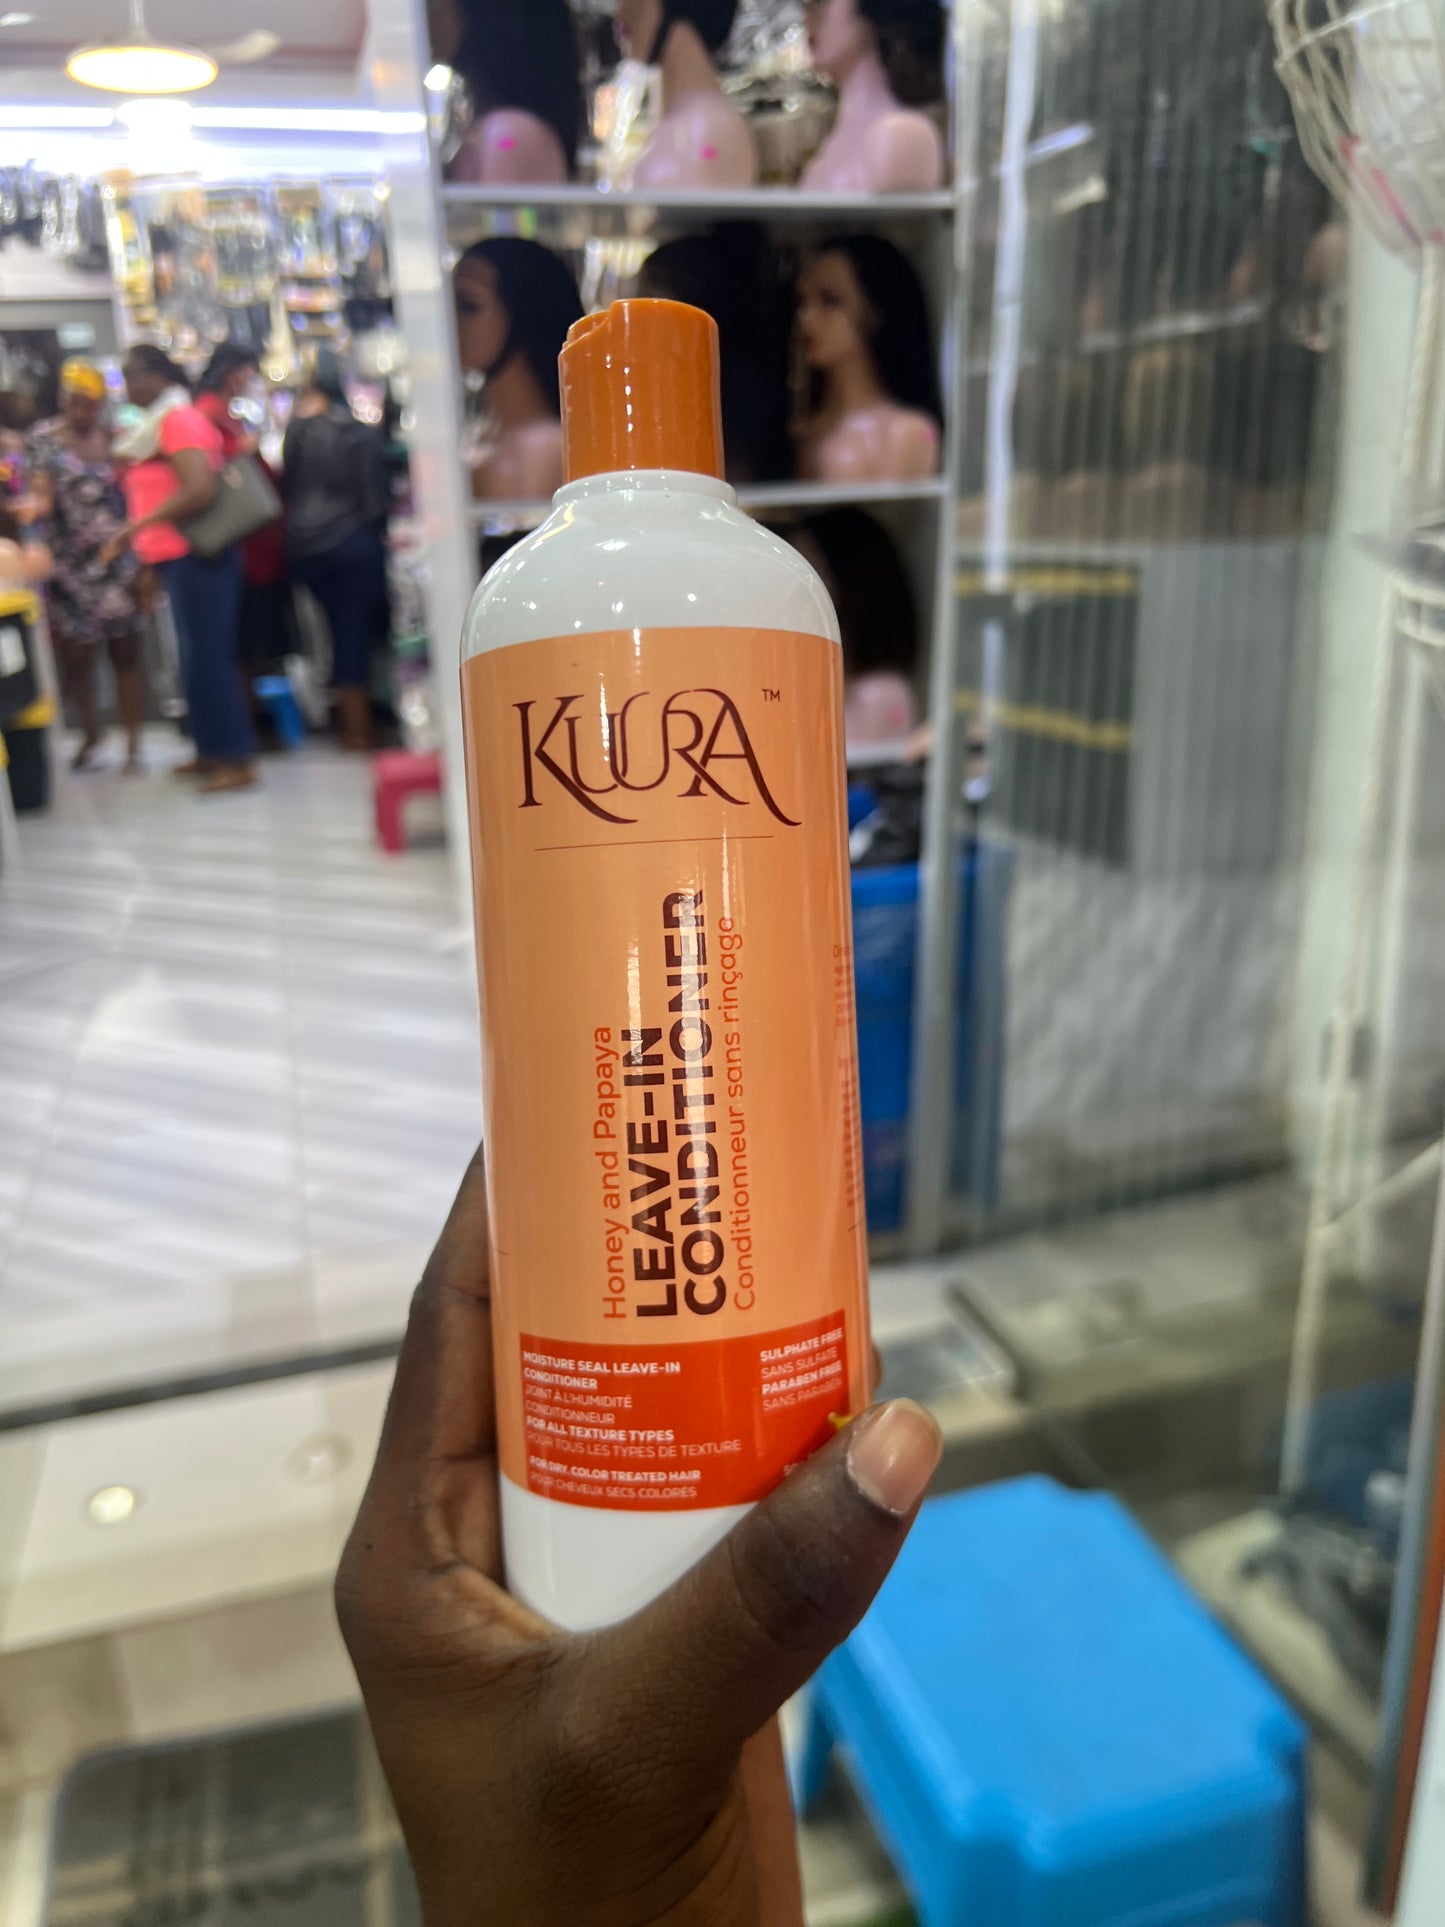 KUURA™
Honey and Papaya
LEAVE-IN
CONDITIONER
Conditionneur sans rinçage
MOISTURE SEAL LEAVE-IN
CONDITIONER
JOINT À L'HUMIDITÉ
CONDITIONNEUR
FOR ALL TEXTURE TYPES
POUR TOUS LES TYPES DE TEXTURE
FOR DRY, COLOR TREATED HAIR
POUR CHEVEUX SECS COLORÉS
SULPHATE FREE
SANS SULFATE
PARABEN FREE
SANS PARABEN